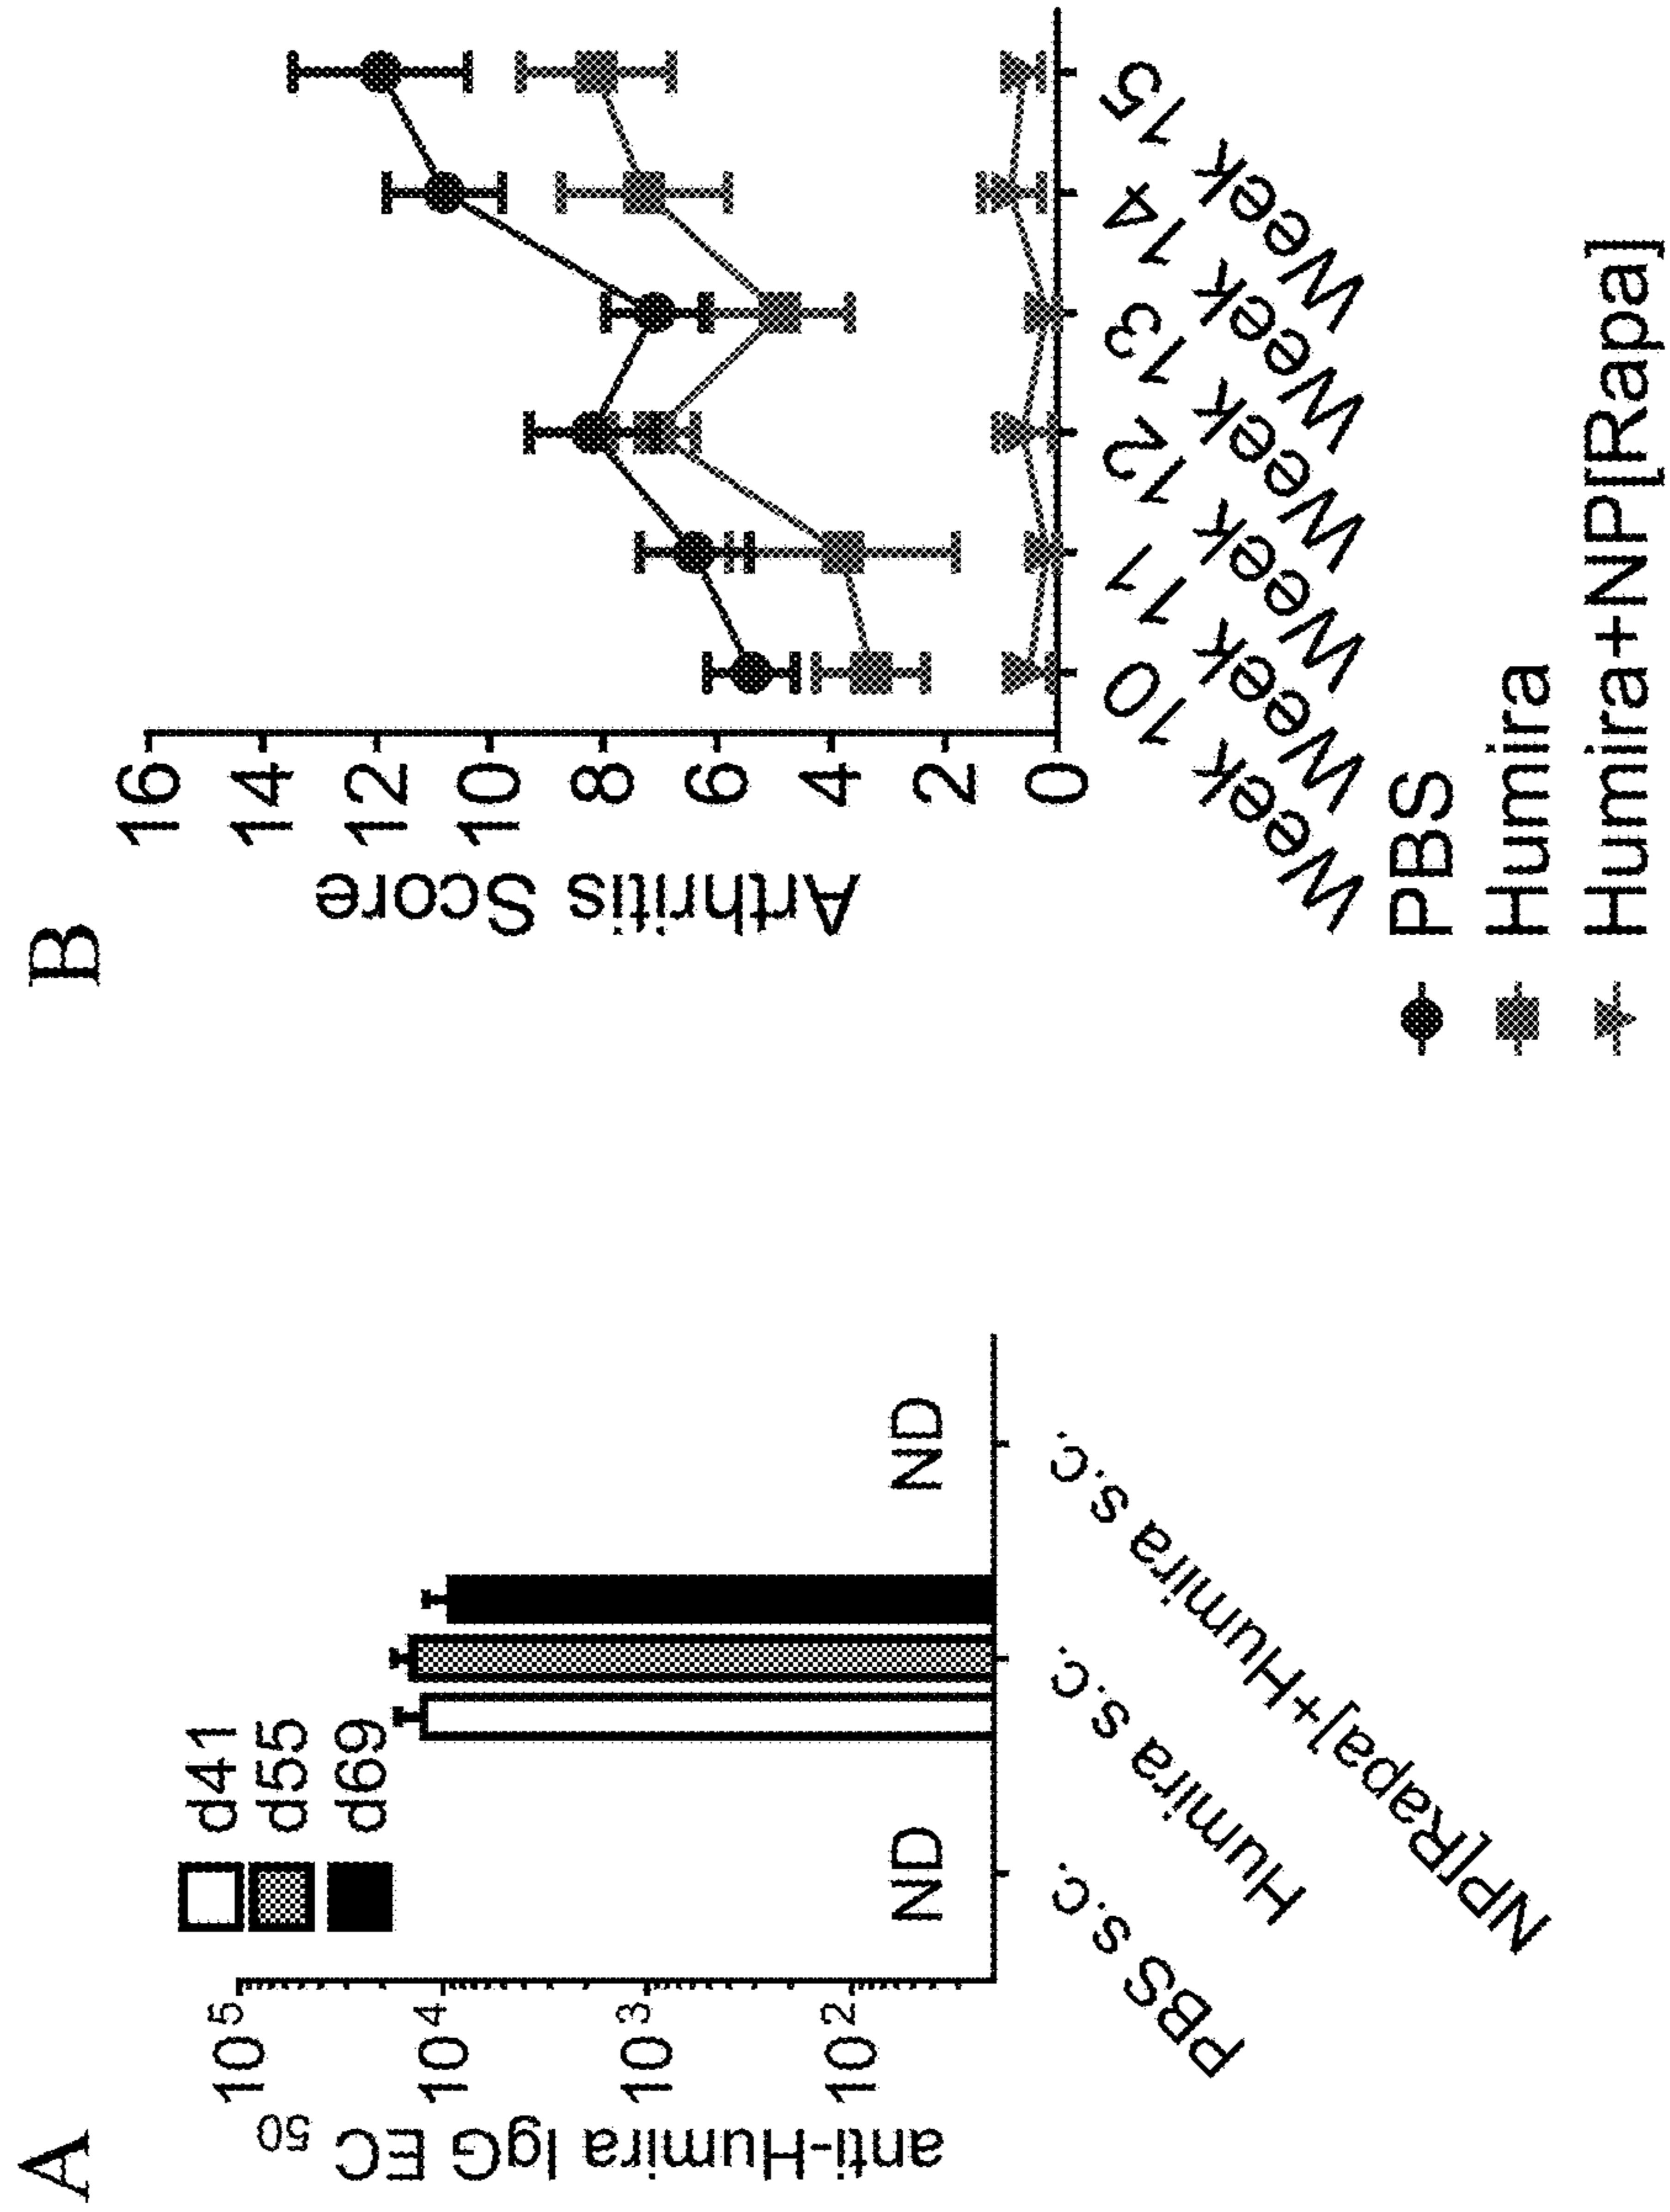 A
anti-Humira IgG EC50
10^5
10^4
10^3
10^2
d41
d55
d69
ND
ND
PBS s.c.
Humira s.c.
NP[Rapa]+Humira s.c.
B
Arthritis Score
16
14
12
10
8
6
4
2
0
Week 10
Week 11
Week 12
Week 13
Week 14
Week 15
PBS
Humira
Humira+NP[Rapa]